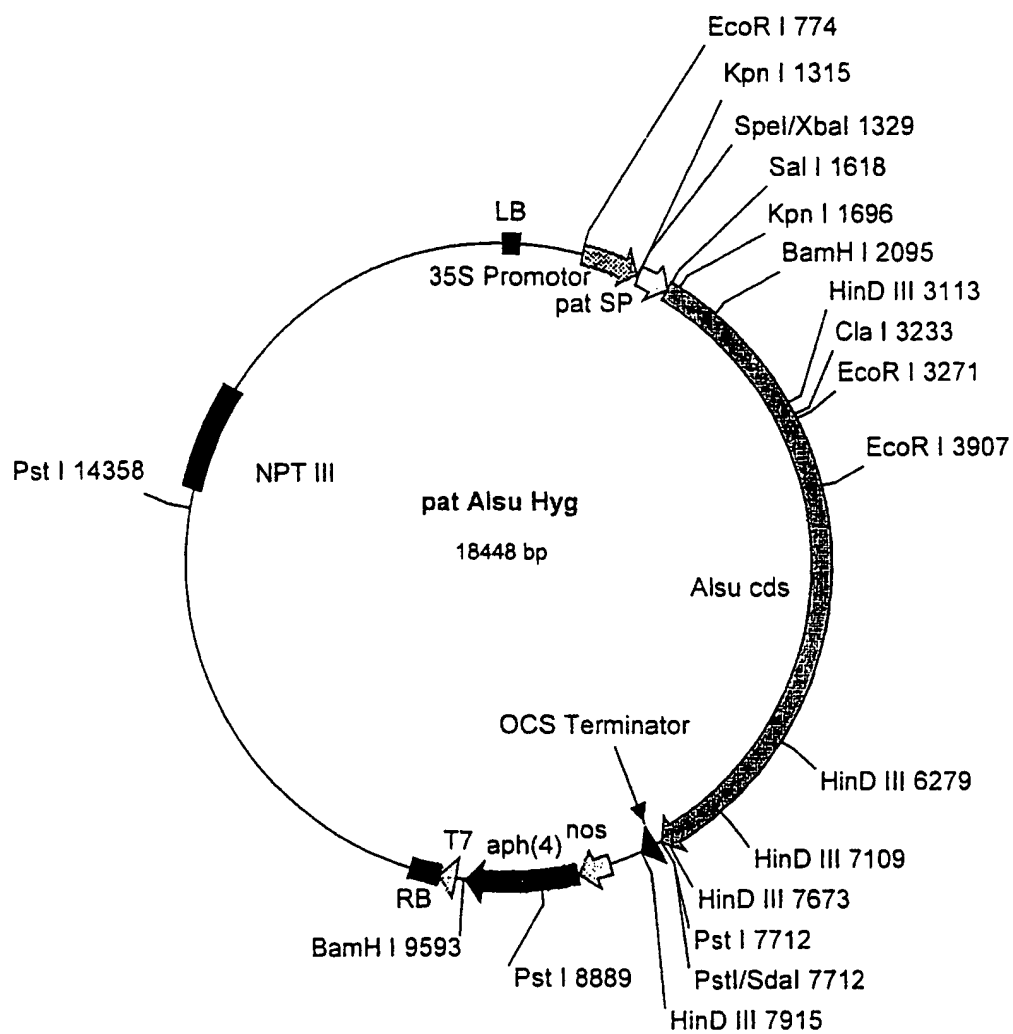 EcoR I 774
Kpn I 1315
SpeI/XbaI 1329
Sal I 1618
LB
Kpn I 1696
35S Promotor
BamH I 2095
pat SP
HinD III 3113
Cla I 3233
EcoR I 3271
EcoR I 3907
Pst I 14358
NPT III
pat Alsu Hyg
18448 bp
Alsu cds
OCS Terminator
HinD III 6279
T7
aph(4)
nos
HinD III 7109
RB
HinD III 7673
BamH I 9593
Pst I 7712
Pst I 8889
PstI/SdaI 7712
HinD III 7915